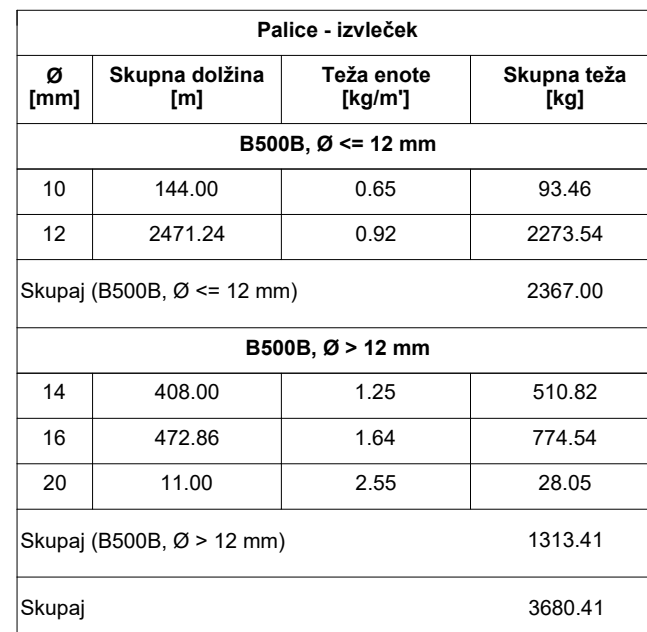 Palice - izvleček
Ø [mm] Skupna dolžina [m] Teža enote [kg/m'] Skupna teža [kg]
B500B, Ø <= 12 mm
10 144.00 0.65 93.46
12 2471.24 0.92 2273.54
Skupaj (B500B, Ø <= 12 mm) 2367.00
B500B, Ø > 12 mm
14 408.00 1.25 510.82
16 472.86 1.64 774.54
20 11.00 2.55 28.05
Skupaj (B500B, Ø > 12 mm) 1313.41
Skupaj 3680.41